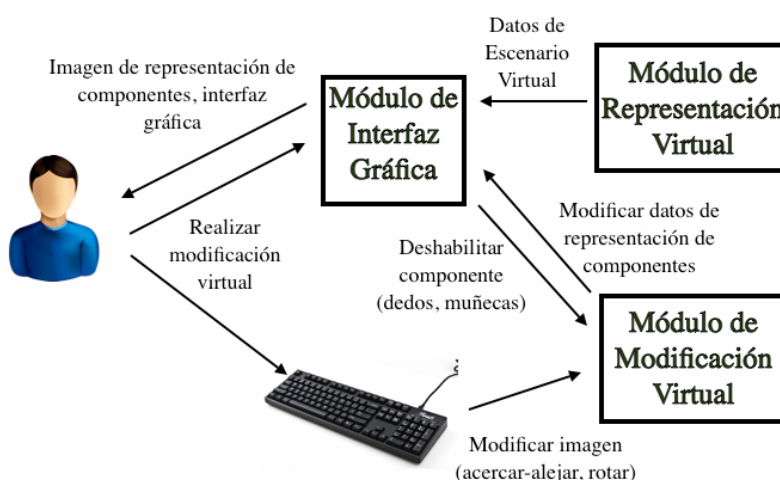 Datos de
Escenario
Virtual
Imagen de representación de
componentes, interfaz
gráfica
Módulo de
Interfaz
Gráfica
Módulo de
Representación
Virtual
Realizar
modificación
virtual
Deshabilitar
componente
(dedos, muñecas)
Modificar datos de
representación de
componentes
Módulo de
Modificación
Virtual
Modificar imagen
(acercar-alejar, rotar)